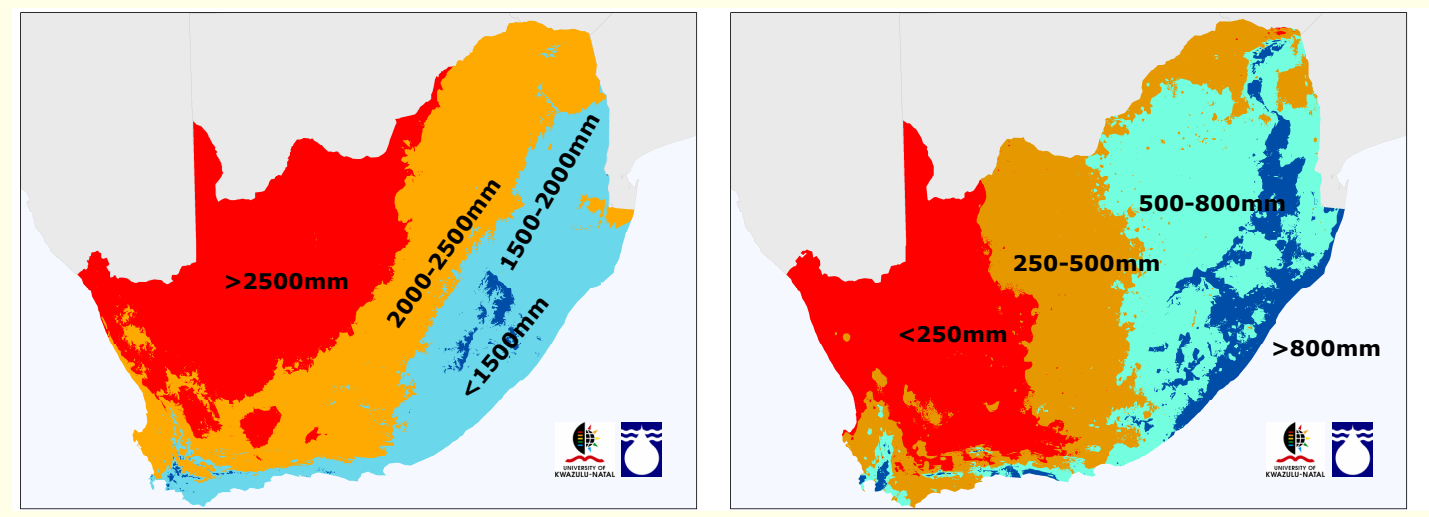 >2500mm
2000-2500mm
1500-2000mm
<1500mm
UNIVERSITY OF
KWAZULU-NATAL
500-800mm
250-500mm
<250mm
>800mm
UNIVERSITY OF
KWAZULU-NATAL